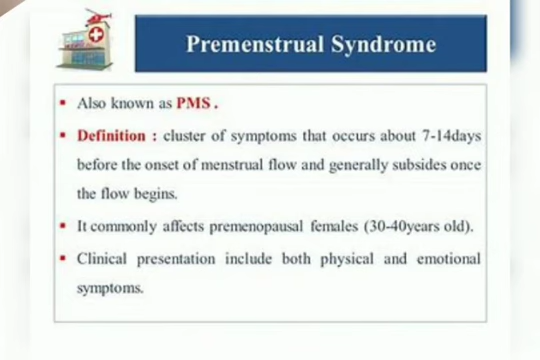 Premenstrual Syndrome
Also known as PMS .
Definition : cluster of symptoms that occurs about 7-14days
before the onset of menstrual flow and generally subsides once
the flow begins.
It commonly affects premenopausal females (30-40years old).
Clinical presentation include both physical and emotional
symptoms.